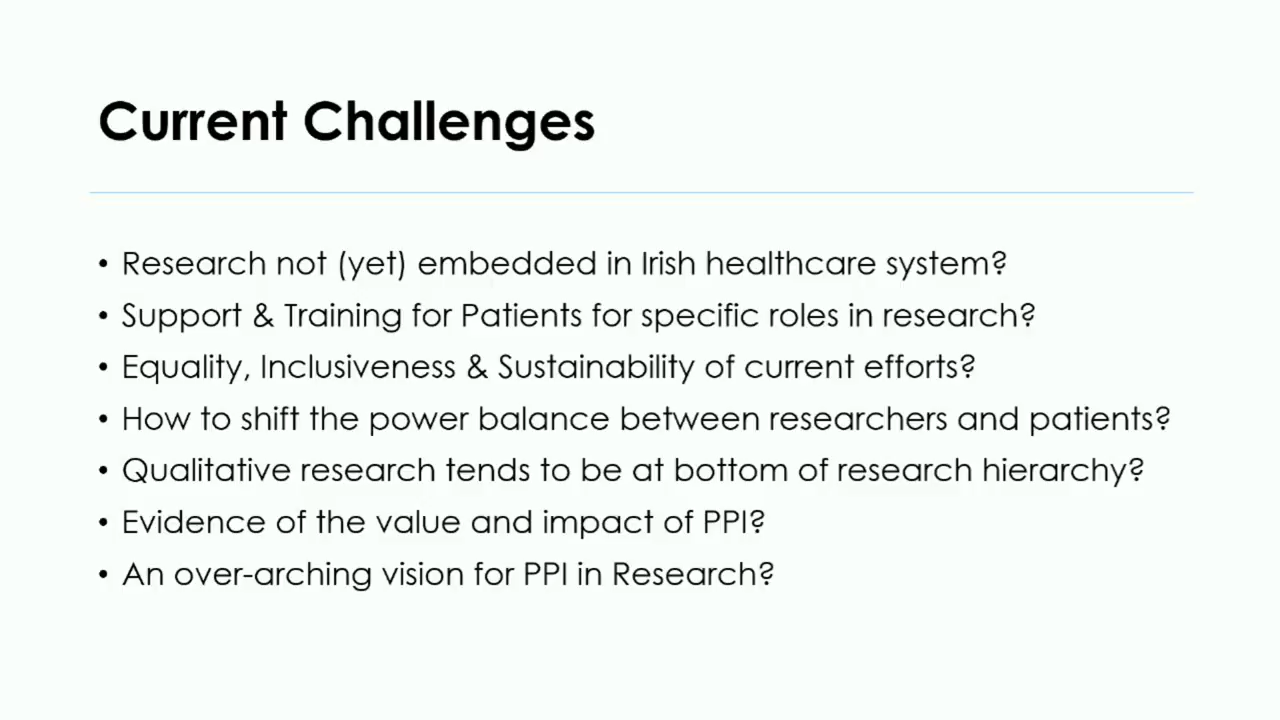 Current Challenges
• Research not (yet) embedded in Irish healthcare system?
• Support & Training for Patients for specific roles in research?
• Equality, Inclusiveness & Sustainability of current efforts?
• How to shift the power balance between researchers and patients?
• Qualitative research tends to be at bottom of research hierarchy?
• Evidence of the value and impact of PPI?
• An over-arching vision for PPI in Research?